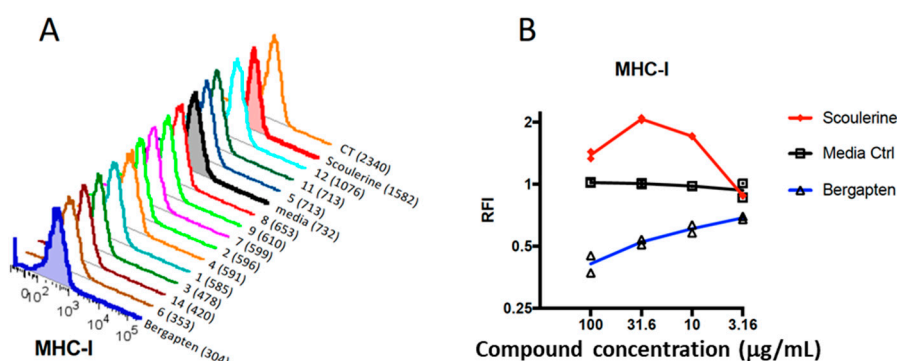 A
CT (2340)
Scoulerine (1582)
12 (1076)
11 (713)
5 (713)
media (732)
8 (653)
9 (610)
7 (599)
2 (596)
4 (591)
1 (585)
3 (478)
14 (420)
6 (353)
Bergapten (304)
0 10² 10³ 10⁴ 10⁵
MHC-I
B
MHC-I
RFI
2
1
0.5
0.25
100 31.6 10 3.16
Compound concentration (µg/mL)
Scoulerine
Media Ctrl
Bergapten